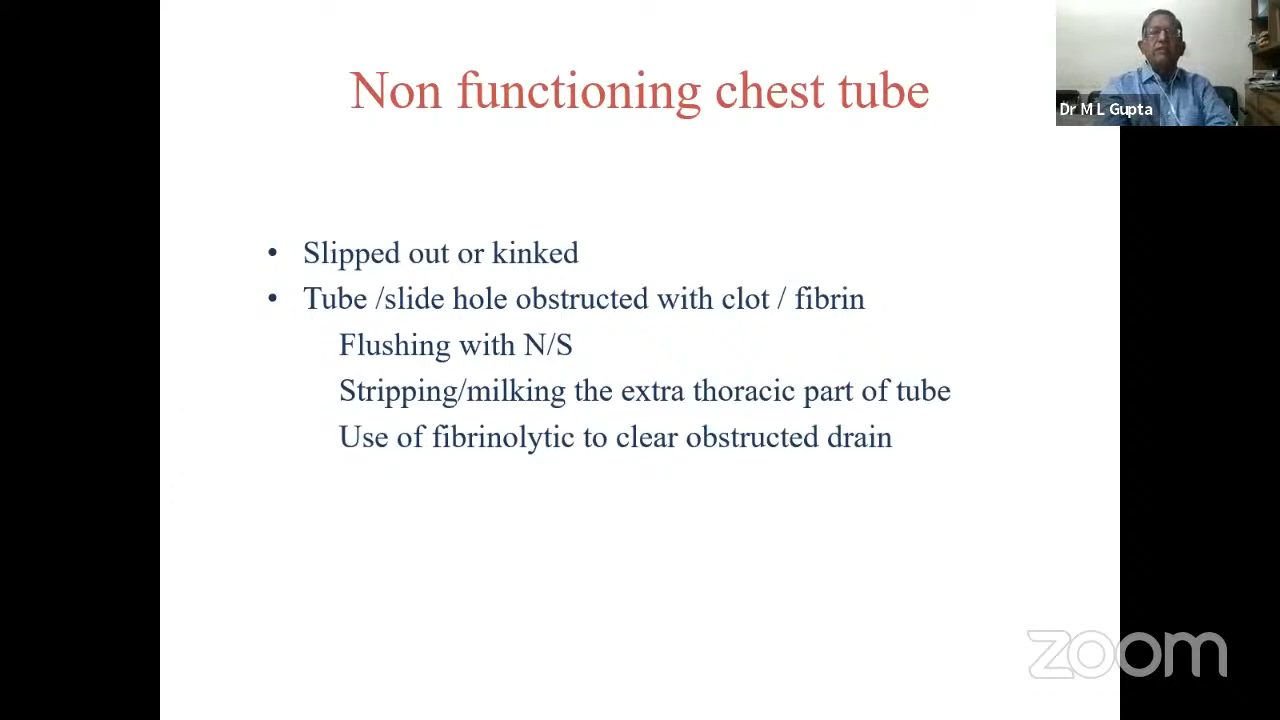 Non functioning chest tube
Dr M L Gupta
• Slipped out or kinked
• Tube /slide hole obstructed with clot / fibrin
Flushing with N/S
Stripping/milking the extra thoracic part of tube
Use of fibrinolytic to clear obstructed drain
zoom